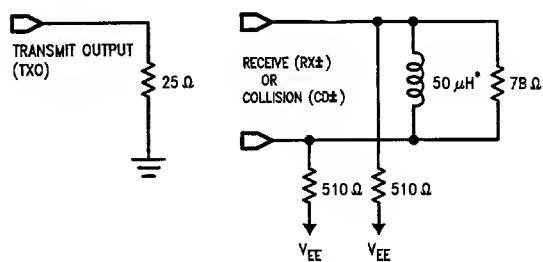 TRANSMIT OUTPUT
(TXO)
25 Ω
RECEIVE (RX±)
OR
COLLISION (CD±)
50 μH*
78 Ω
510 Ω
510 Ω
VEE
VEE